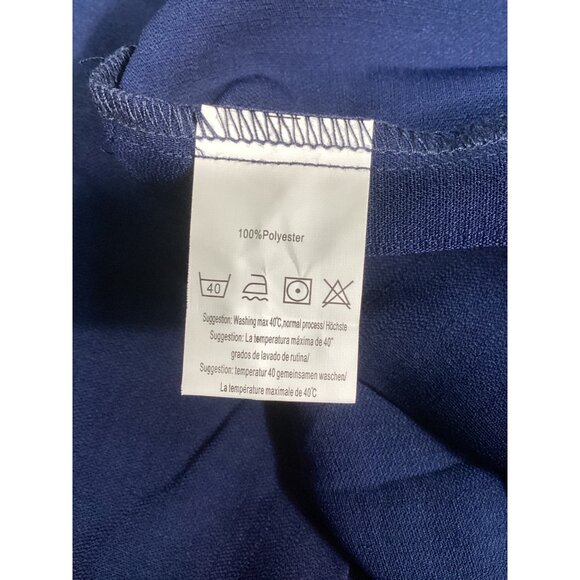 100%Polyester
40
Suggestion: Washing max 40℃,normal process/ Höchste
Suggestion: La temperatura máxima de 40°
grados de lavado de rutina/
Suggestion: temperatur 40 gemeinsamen waschen/
La température maximale de 40℃